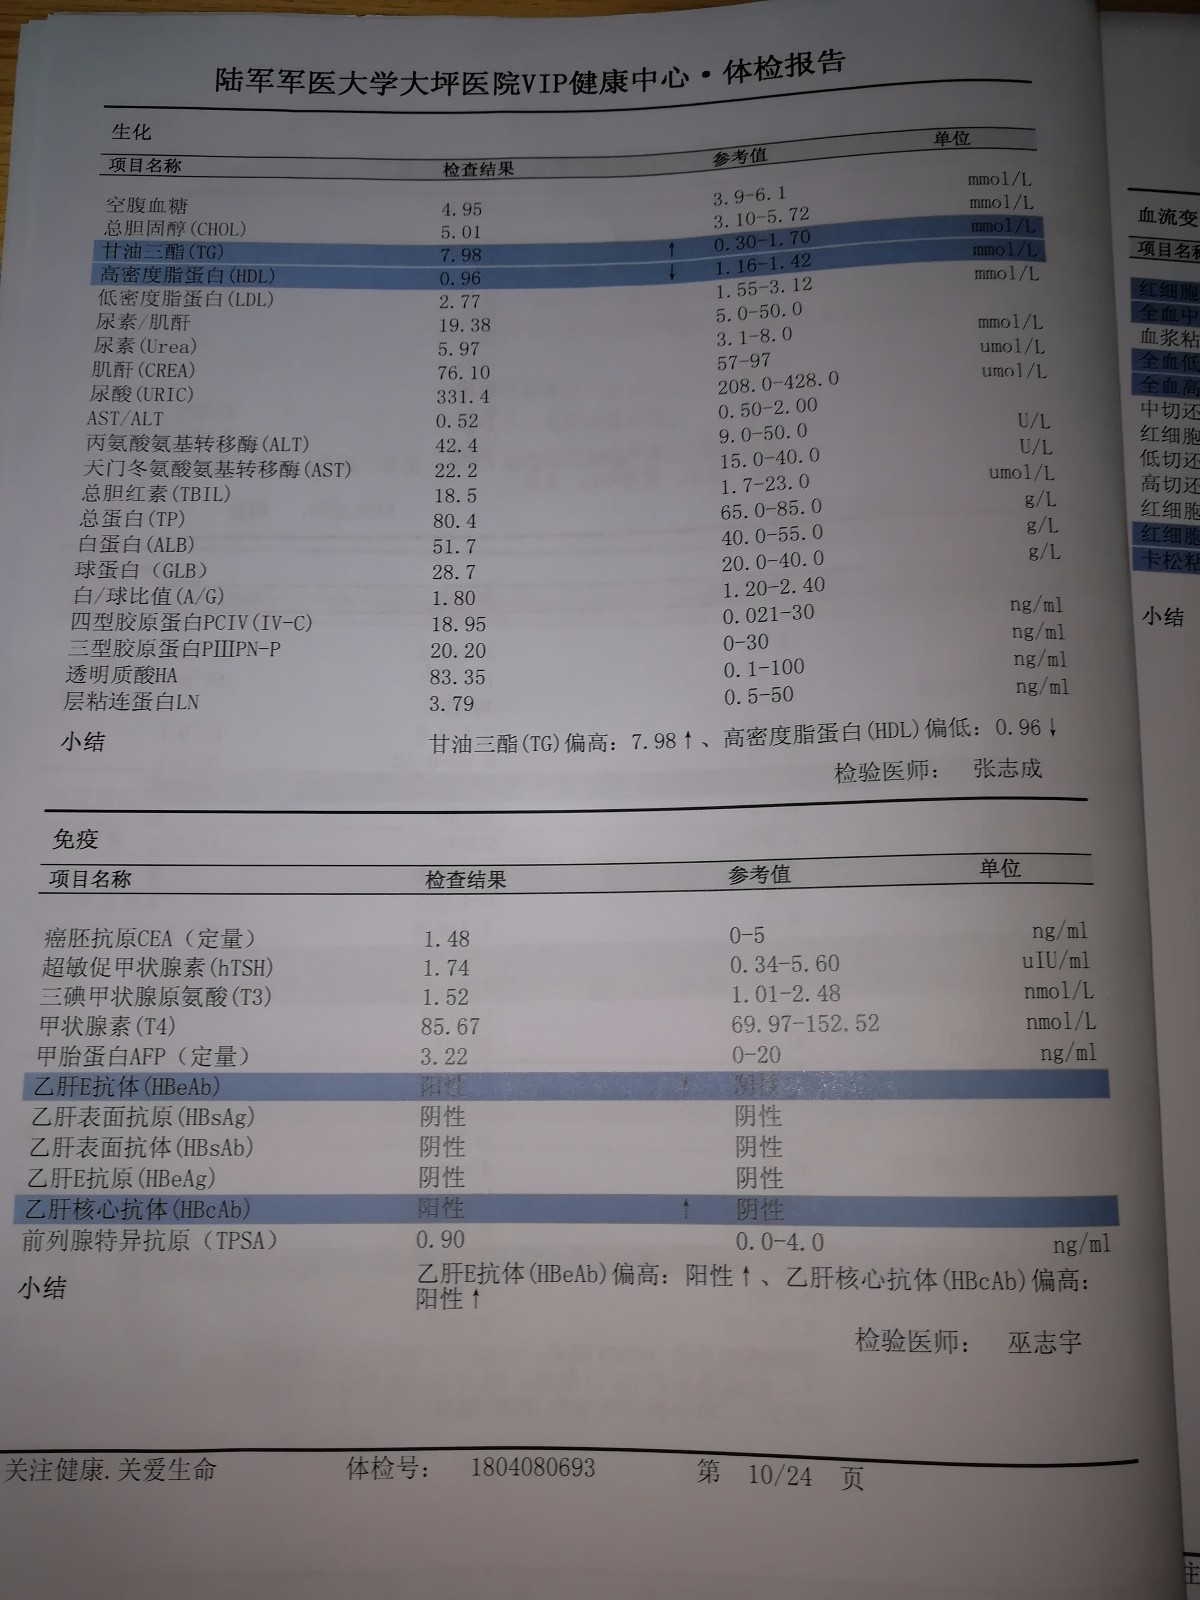 陆军军医大学大坪医院VIP健康中心·体检报告
生化
项目名称 检查结果 参考值 单位
空腹血糖 4.95 3.9-6.1 mmol/L
总胆固醇(CHOL) 5.01 3.10-5.72 mmol/L
甘油三酯(TG) 7.98 ↑ 0.30-1.70 mmol/L
高密度脂蛋白(HDL) 0.96 ↓ 1.16-1.42 mmol/L
低密度脂蛋白(LDL) 2.77 1.55-3.12 mmol/L
尿素/肌酐 19.38 5.0-50.0
尿素(Urea) 5.97 3.1-8.0 mmol/L
肌酐(CREA) 76.10 57-97 umol/L
尿酸(URIC) 331.4 208.0-428.0 umol/L
AST/ALT 0.52 0.50-2.00
丙氨酸氨基转移酶(ALT) 42.4 9.0-50.0 U/L
天门冬氨酸氨基转移酶(AST) 22.2 15.0-40.0 U/L
总胆红素(TBIL) 18.5 1.7-23.0 umol/L
总蛋白(TP) 80.4 65.0-85.0 g/L
白蛋白(ALB) 51.7 40.0-55.0 g/L
球蛋白（GLB） 28.7 20.0-40.0 g/L
白/球比值(A/G) 1.80 1.20-2.40
四型胶原蛋白PCIV(IV-C) 18.95 0.021-30 ng/ml
三型胶原蛋白PⅢPN-P 20.20 0-30 ng/ml
透明质酸HA 83.35 0.1-100 ng/ml
层粘连蛋白LN 3.79 0.5-50 ng/ml
小结 甘油三酯(TG)偏高：7.98↑、高密度脂蛋白(HDL)偏低：0.96↓
检验医师： 张志成
免疫
项目名称 检查结果 参考值 单位
癌胚抗原CEA（定量） 1.48 0-5 ng/ml
超敏促甲状腺素(hTSH) 1.74 0.34-5.60 uIU/ml
三碘甲状腺原氨酸(T3) 1.52 1.01-2.48 nmol/L
甲状腺素(T4) 85.67 69.97-152.52 nmol/L
甲胎蛋白AFP（定量） 3.22 0-20 ng/ml
乙肝E抗体(HBeAb) 阳性 ↑ 阴性
乙肝表面抗原(HBsAg) 阴性 阴性
乙肝表面抗体(HBsAb) 阴性 阴性
乙肝E抗原(HBeAg) 阴性 阴性
乙肝核心抗体(HBcAb) 阳性 ↑ 阴性
前列腺特异抗原（TPSA） 0.90 0.0-4.0 ng/ml
小结 乙肝E抗体(HBeAb)偏高：阳性↑、乙肝核心抗体(HBcAb)偏高：
阳性↑
检验医师： 巫志宇
关注健康.关爱生命 体检号： 1804080693 第 10/24 页
血流变
项目名称
红细胞
全血中
血浆粘
全血低
全血高
中切还
红细胞
低切还
高切还
红细胞
红细胞
卡松粘
小结